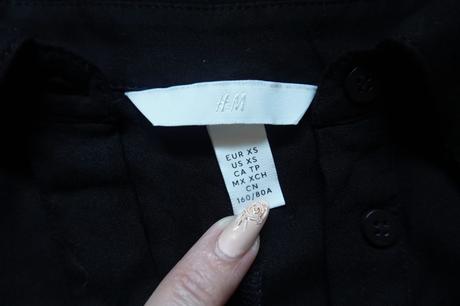 H&M
EUR XS
US XS
CA TP
MX XCH
CN
160/80A